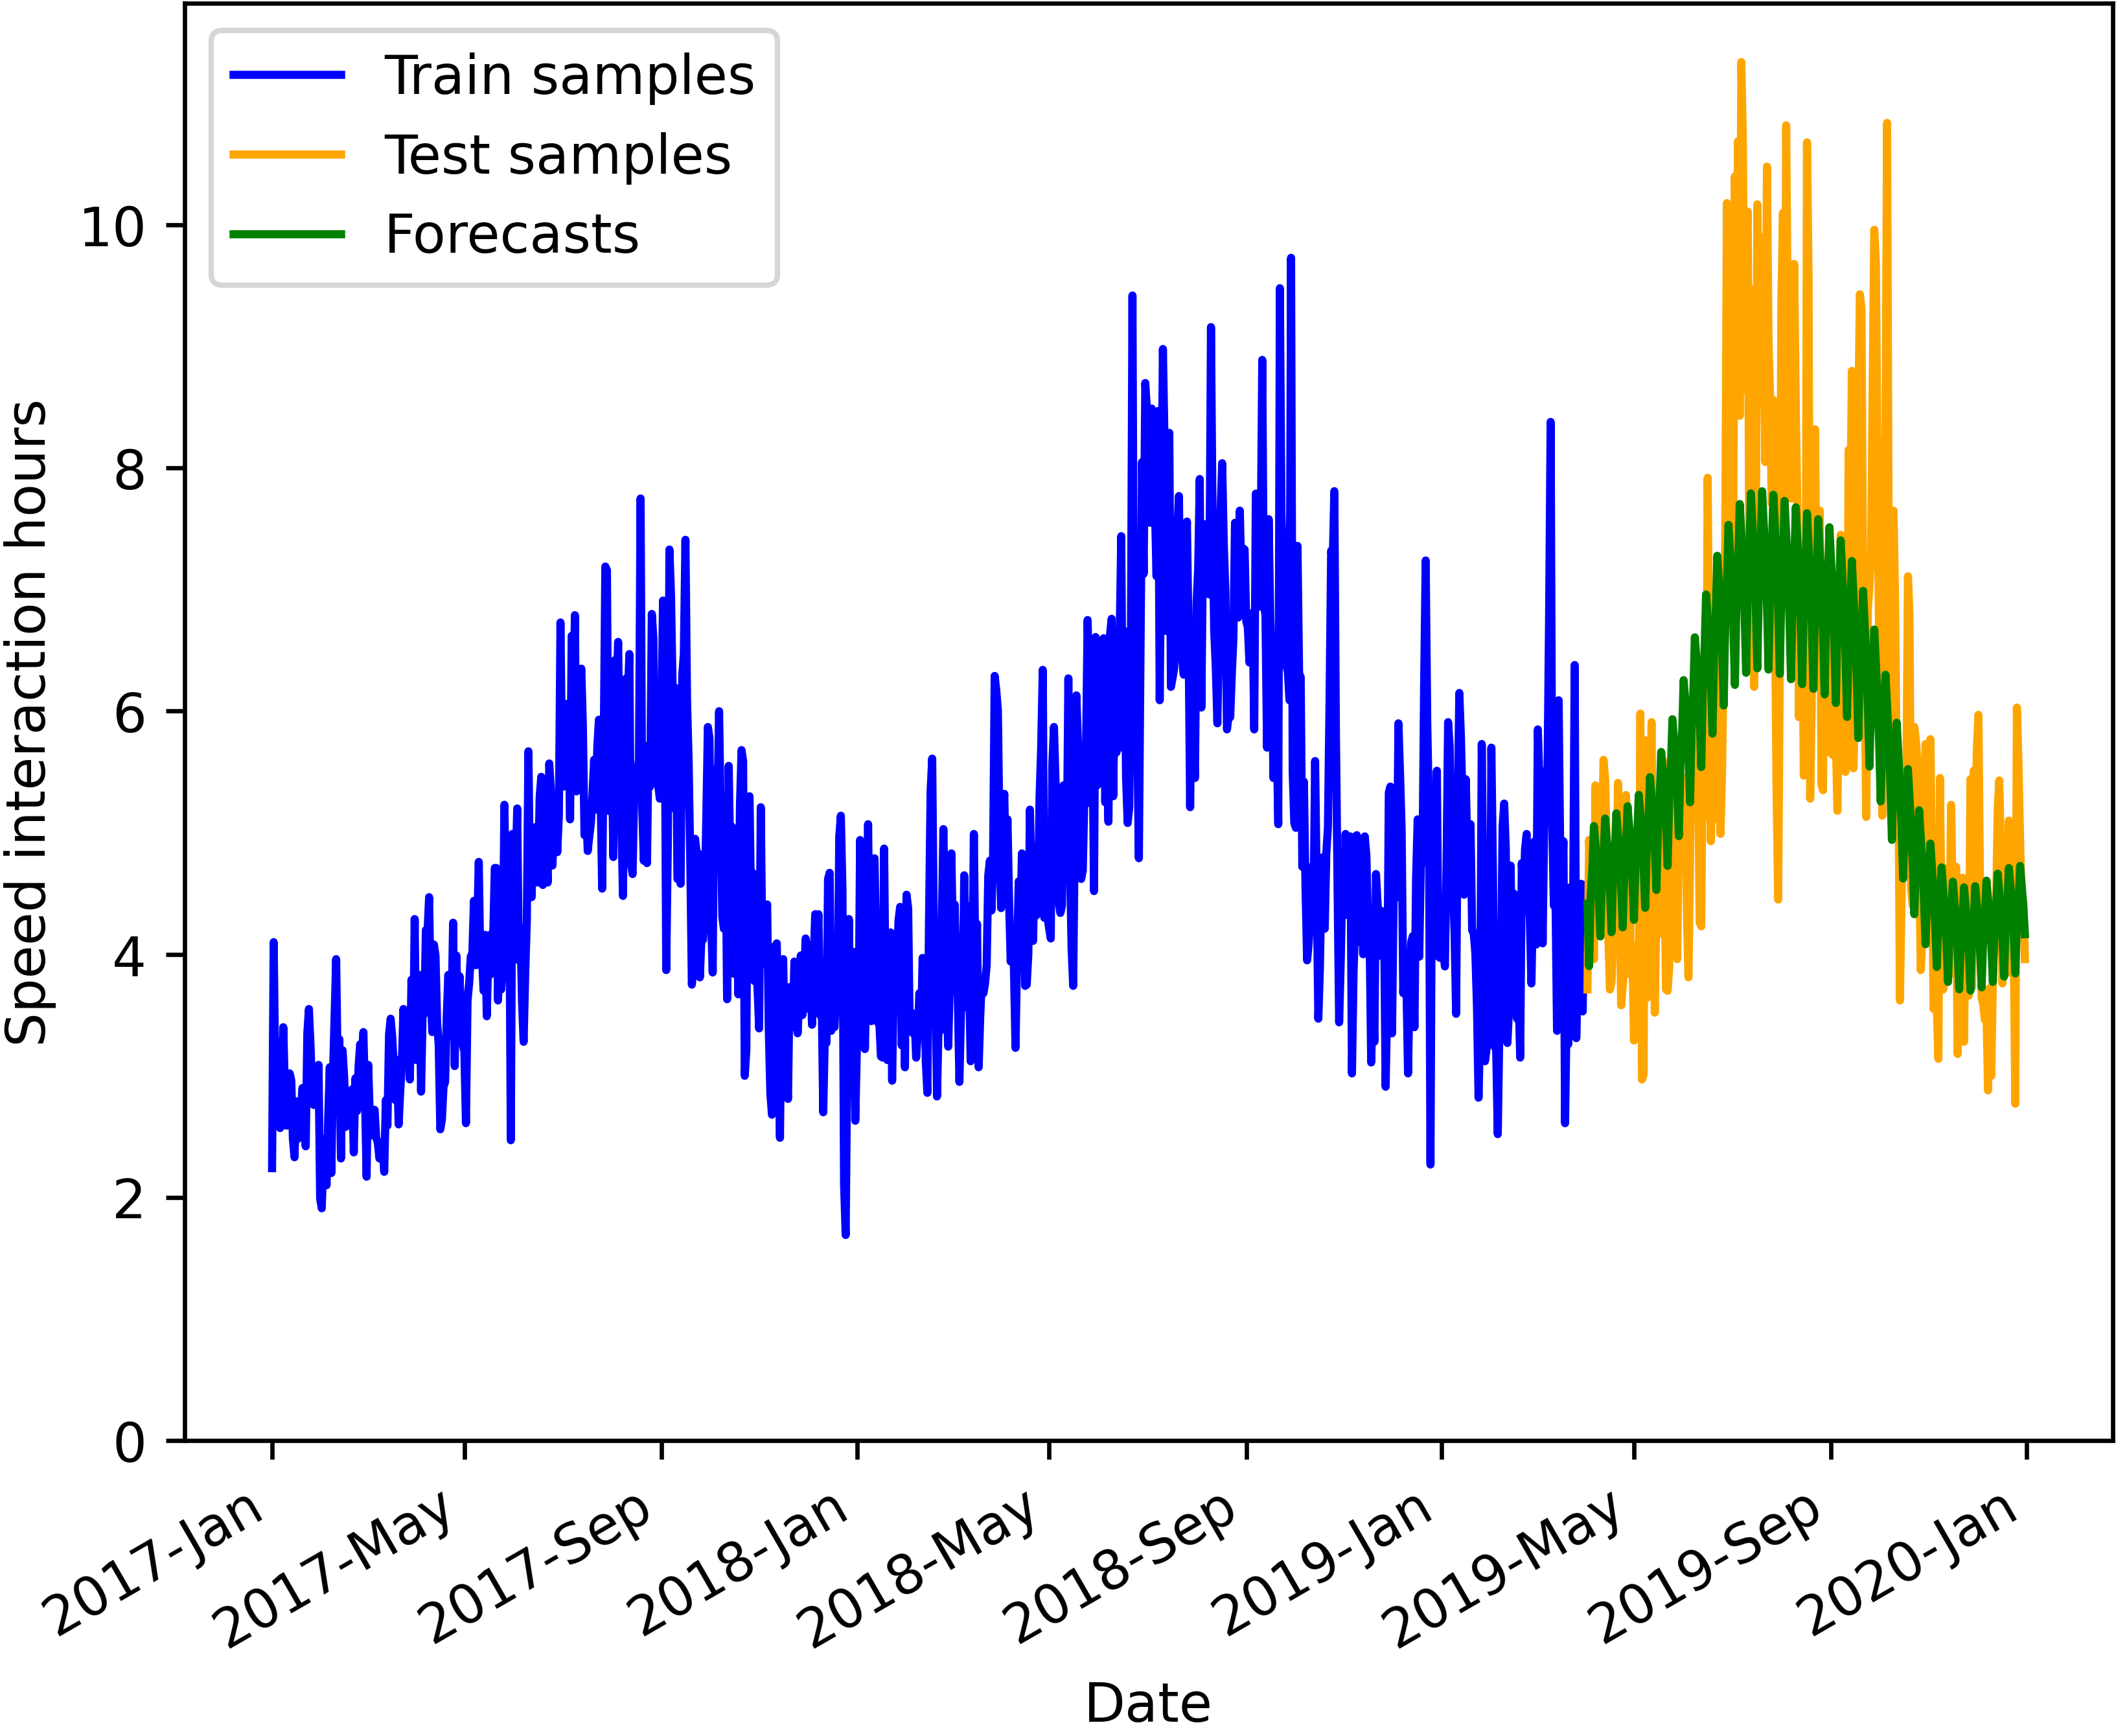 Train samples
Test samples
Forecasts
10
8
6
4
2
0
Speed interaction hours
2017-Jan
2017-May
2017-Sep
2018-Jan
2018-May
2018-Sep
2019-Jan
2019-May
2019-Sep
2020-Jan
Date